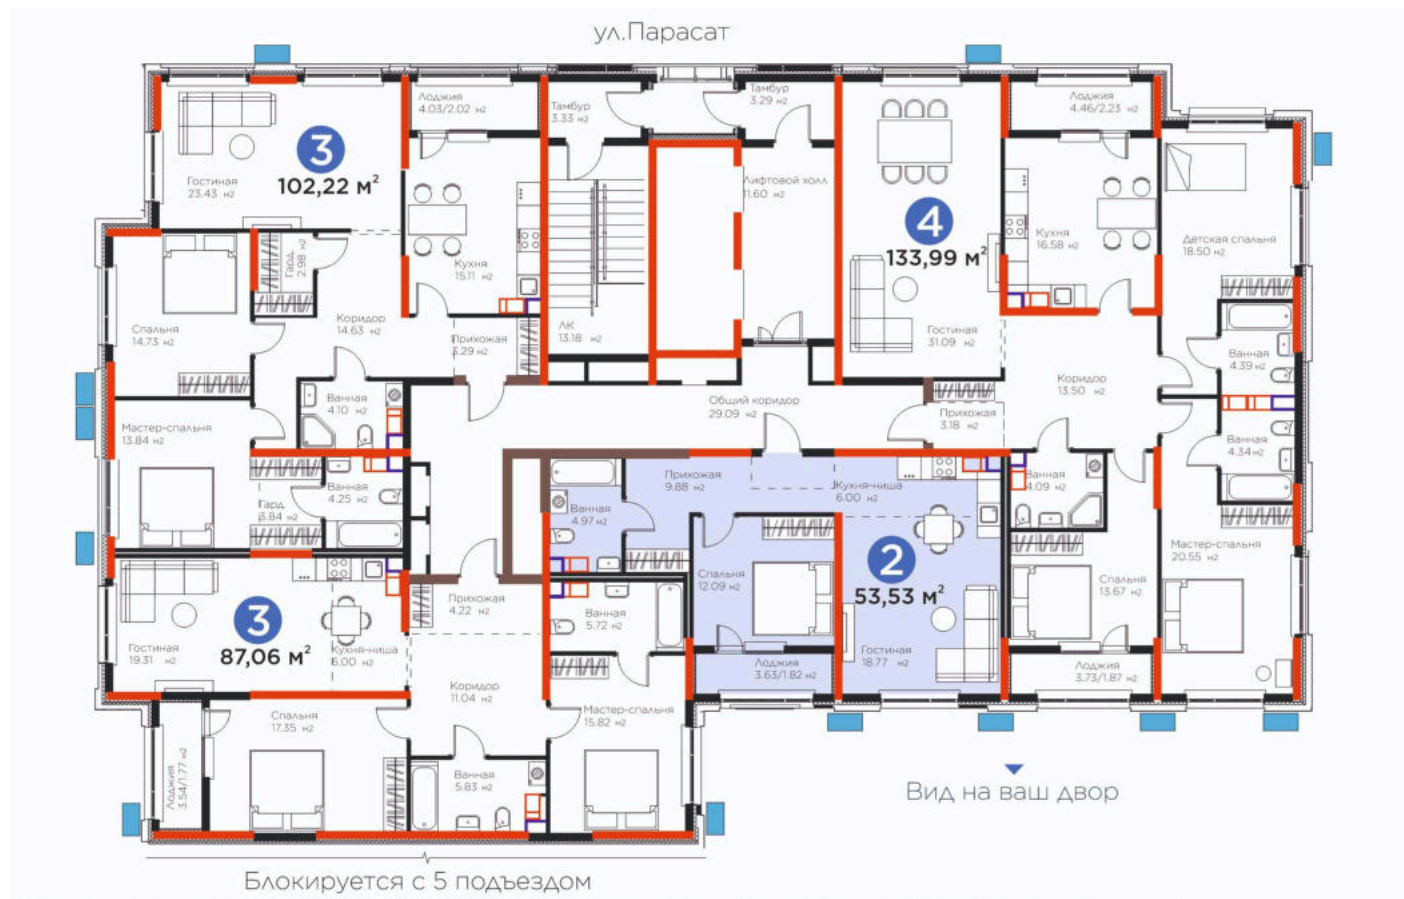 ул.Парасат
Лоджия
4.03/2.02 м2
Тамбур
3.33 м2
Тамбур
3.29 м2
Лоджия
4.46/2.23 м2
3
102,22 м²
Гостиная
23.43 м2
Лифтовой холл
11.60 м2
4
133,99 м²
Кухня
16.58 м2
Детская спальня
18.50 м2
Гард.
2.98 м2
Кухня
15.11 м2
Спальня
14.73 м2
Коридор
14.63 м2
Прихожая
3.29 м2
ЛК
13.18 м2
Гостиная
31.09 м2
Ванная
4.39 м2
Коридор
13.50 м2
Ванная
4.10 м2
Общий коридор
29.09 м2
Прихожая
3.18 м2
Мастер-спальня
13.84 м2
Ванная
4.34 м2
Ванная
4.25 м2
Гард.
3.84 м2
Прихожая
9.88 м2
Кухня-ниша
6.00 м2
Ванная
4.09 м2
Ванная
4.97 м2
2
53,53 м²
Спальня
12.09 м2
Мастер-спальня
20.55 м2
Спальня
13.67 м2
Прихожая
4.22 м2
Ванная
5.72 м2
3
87,06 м²
Гостиная
19.31 м2
Кухня-ниша
6.00 м2
Гостиная
18.77 м2
Лоджия
3.63/1.82 м2
Лоджия
3.73/1.87 м2
Коридор
11.04 м2
Спальня
17.35 м2
Мастер-спальня
15.82 м2
Лоджия
3.54/1.77 м2
Ванная
5.83 м2
Вид на ваш двор
Блокируется с 5 подъездом